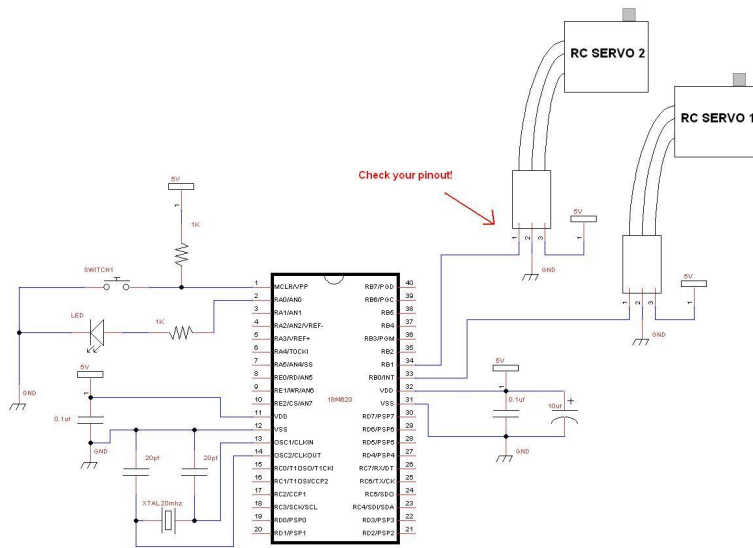 RC SERVO 2
RC SERVO 1
Check your pinout!
5V
1
1 2 3
GND
5V
5V
1
1K
1 2 3
GND
5V
1
SWITCH1
LED
1K
GND
5V
1
0.1uf
GND
20pf
20pf
XTAL20mhz
18f4620
1 MCLR/VPP RB7/PGD 40
2 RA0/AN0 RB6/PGC 39
3 RA1/AN1 RB5 38
4 RA2/AN2/VREF- RB4 37
5 RA3/VREF+ RB3/PGM 36
6 RA4/TOCKI RB2 35
7 RA5/AN4/SS RB1 34
8 RE0/RD/AN5 RB0/INT 33
9 RE1/WR/AN6 VDD 32
10 RE2/CS/AN7 VSS 31
11 VDD RD7/PSP7 30
12 VSS RD6/PSP6 29
13 OSC1/CLKIN RD5/PSP5 28
14 OSC2/CLKOUT RD4/PSP4 27
15 RC0/T1OSO/T1CKI RC7/RX/DT 26
16 RC1/T1OSI/CCP2 RC6/TX/CK 25
17 RC2/CCP1 RC5/SDO 24
18 RC3/SCK/SCL RC4/SDI/SDA 23
19 RD0/PSP0 RD3/PSP3 22
20 RD1/PSP1 RD2/PSP2 21
5V
1
0.1uf
10uf
+
GND